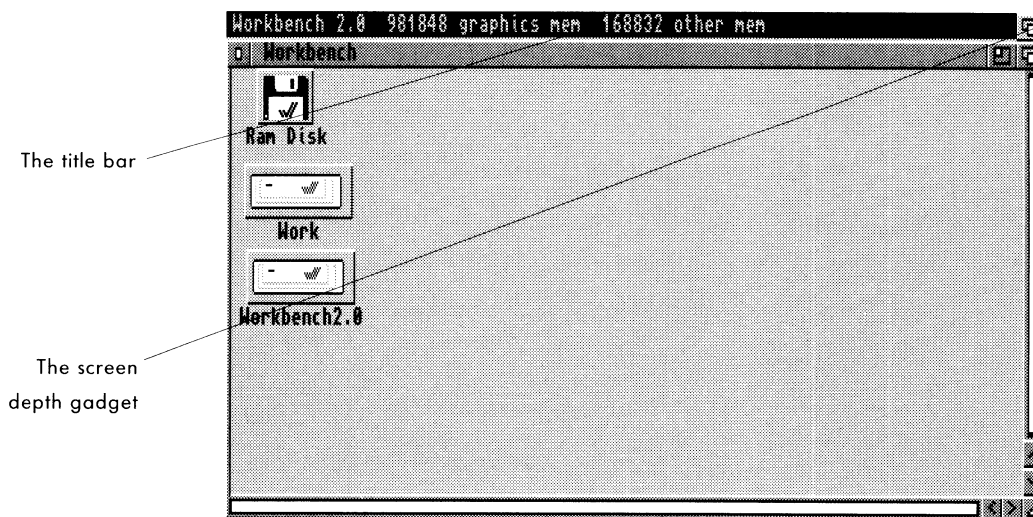 Workbench 2.0 981848 graphics mem 168832 other mem
Workbench
Ram Disk
The title bar
Work
Workbench2.0
The screen
depth gadget